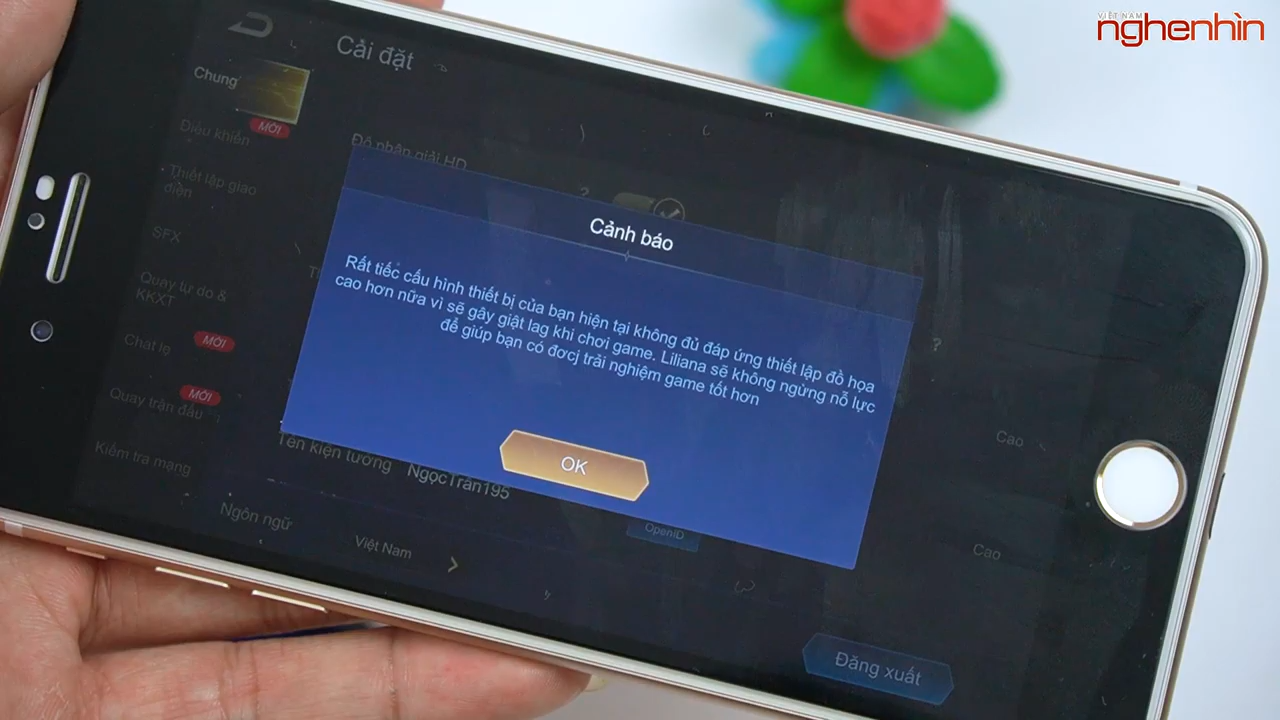 VIỆT NAM
nghenhìn
Cài đặt
Chung
Điều khiển
MỚI
Thiết lập giao
điện
SFX
Quay tự do &
KKXT
Chat lẹ
MỚI
Quay trận đấu
MỚI
Kiểm tra mạng
Độ phân giải HD
?
Cảnh báo
Rất tiếc cấu hình thiết bị của bạn hiện tại không đủ đáp ứng thiết lập đồ họa
cao hơn nữa vì sẽ gây giật lag khi chơi game. Liliana sẽ không ngừng nỗ lực
để giúp bạn có đơcj trải nghiệm game tốt hơn
OK
?
Cao
Tên kiện tướng
NgọcTrân195
OpenID
Cao
Ngôn ngữ
Việt Nam
Đăng xuất